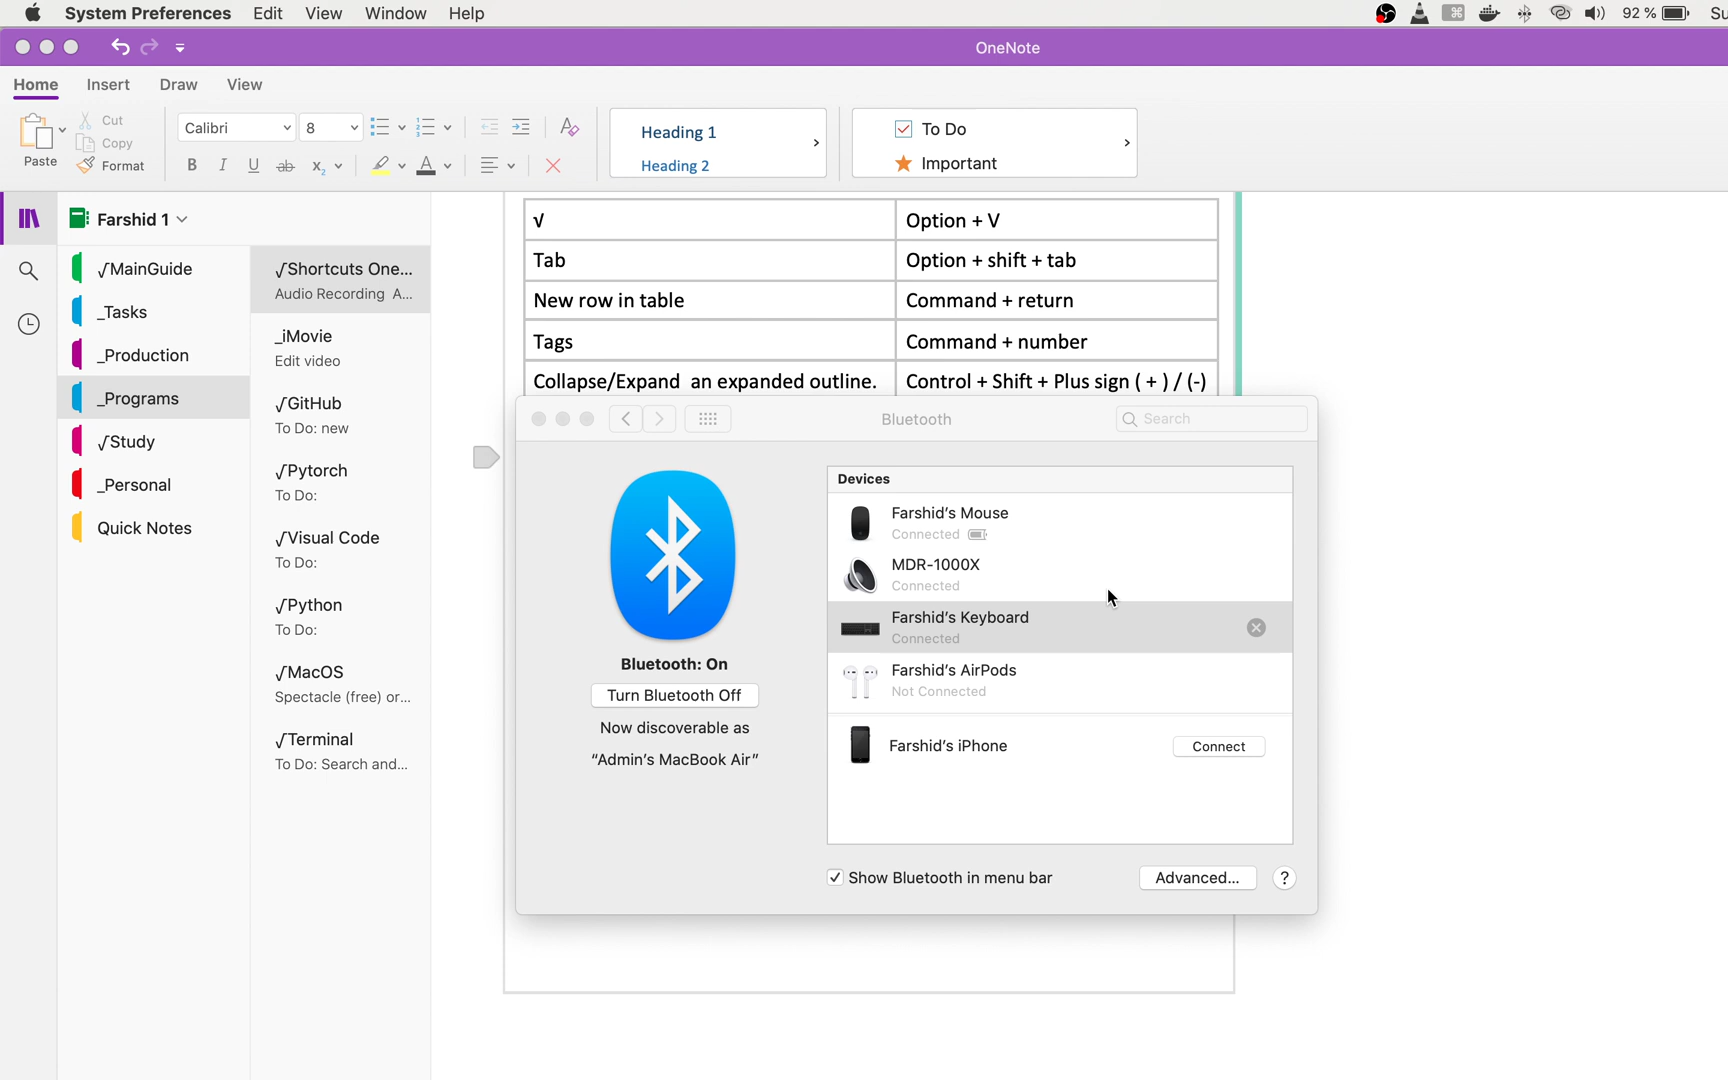 System Preferences Edit View Window Help
92 %
OneNote
Home Insert Draw View
Paste
Cut
Copy
Format
Calibri 8
B I U ab x₂ A
Heading 1
Heading 2
To Do
Important
Farshid 1
√MainGuide
_Tasks
_Production
_Programs
√Study
_Personal
Quick Notes
√Shortcuts One...
Audio Recording A...
_iMovie
Edit video
√GitHub
To Do: new
√Pytorch
To Do:
√Visual Code
To Do:
√Python
To Do:
√MacOS
Spectacle (free) or...
√Terminal
To Do: Search and...
√ Option + V
Tab Option + shift + tab
New row in table Command + return
Tags Command + number
Collapse/Expand an expanded outline. Control + Shift + Plus sign ( + ) / (-)
Bluetooth
Search
Bluetooth: On
Turn Bluetooth Off
Now discoverable as
“Admin’s MacBook Air”
Devices
Farshid’s Mouse
Connected
MDR-1000X
Connected
Farshid’s Keyboard
Connected
Farshid’s AirPods
Not Connected
Farshid’s iPhone
Connect
Show Bluetooth in menu bar
Advanced...
?